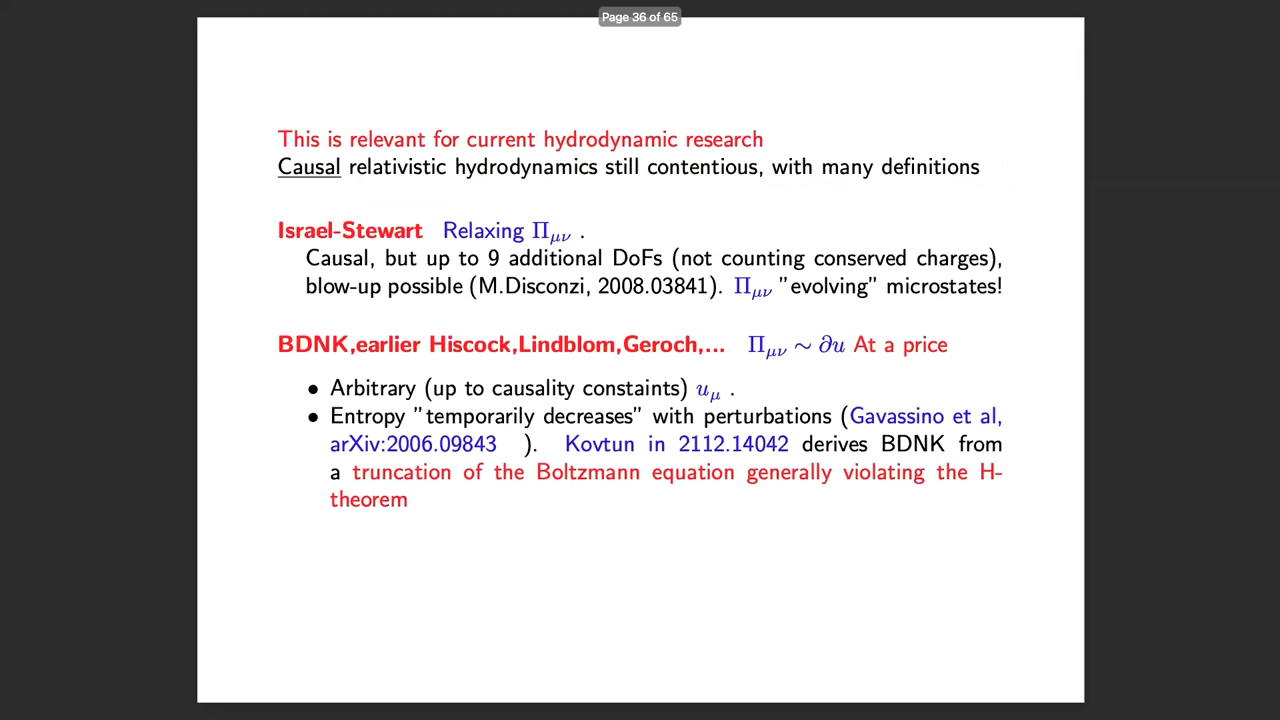 Page 36 of 65
This is relevant for current hydrodynamic research
Causal relativistic hydrodynamics still contentious, with many definitions
Israel-Stewart Relaxing Π_μν .
Causal, but up to 9 additional DoFs (not counting conserved charges),
blow-up possible (M.Disconzi, 2008.03841). Π_μν "evolving" microstates!
BDNK,earlier Hiscock,Lindblom,Geroch,... Π_μν ∼ ∂u At a price
• Arbitrary (up to causality constaints) u_μ .
• Entropy "temporarily decreases" with perturbations (Gavassino et al,
arXiv:2006.09843 ). Kovtun in 2112.14042 derives BDNK from
a truncation of the Boltzmann equation generally violating the H-
theorem